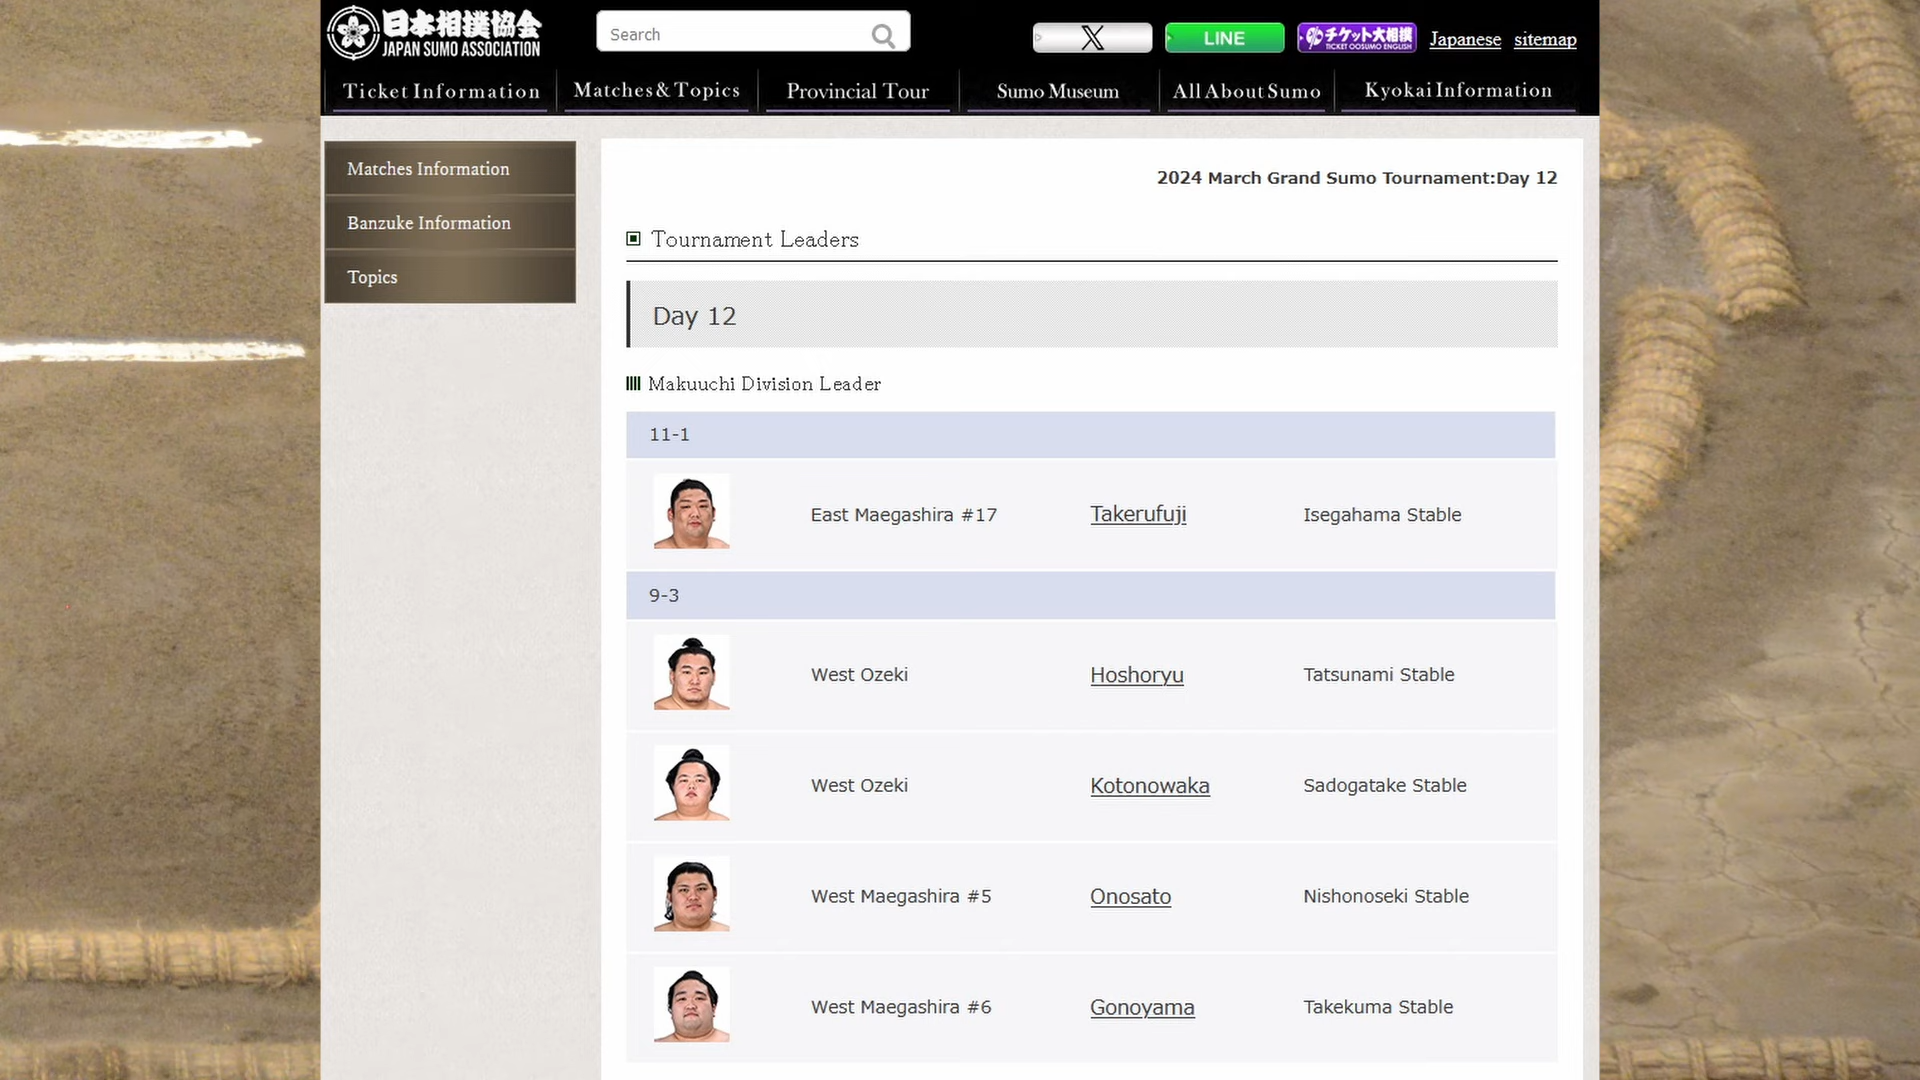 日本相撲協会
JAPAN SUMO ASSOCIATION
Search
X
LINE
チケット大相撲
TICKET OOSUMO ENGLISH
Japanese
sitemap
Ticket Information
Matches & Topics
Provincial Tour
Sumo Museum
All About Sumo
Kyokai Information
Matches Information
Banzuke Information
Topics
2024 March Grand Sumo Tournament:Day 12
Tournament Leaders
Day 12
Makuuchi Division Leader
11-1
East Maegashira #17 Takerufuji Isegahama Stable
9-3
West Ozeki Hoshoryu Tatsunami Stable
West Ozeki Kotonowaka Sadogatake Stable
West Maegashira #5 Onosato Nishonoseki Stable
West Maegashira #6 Gonoyama Takekuma Stable